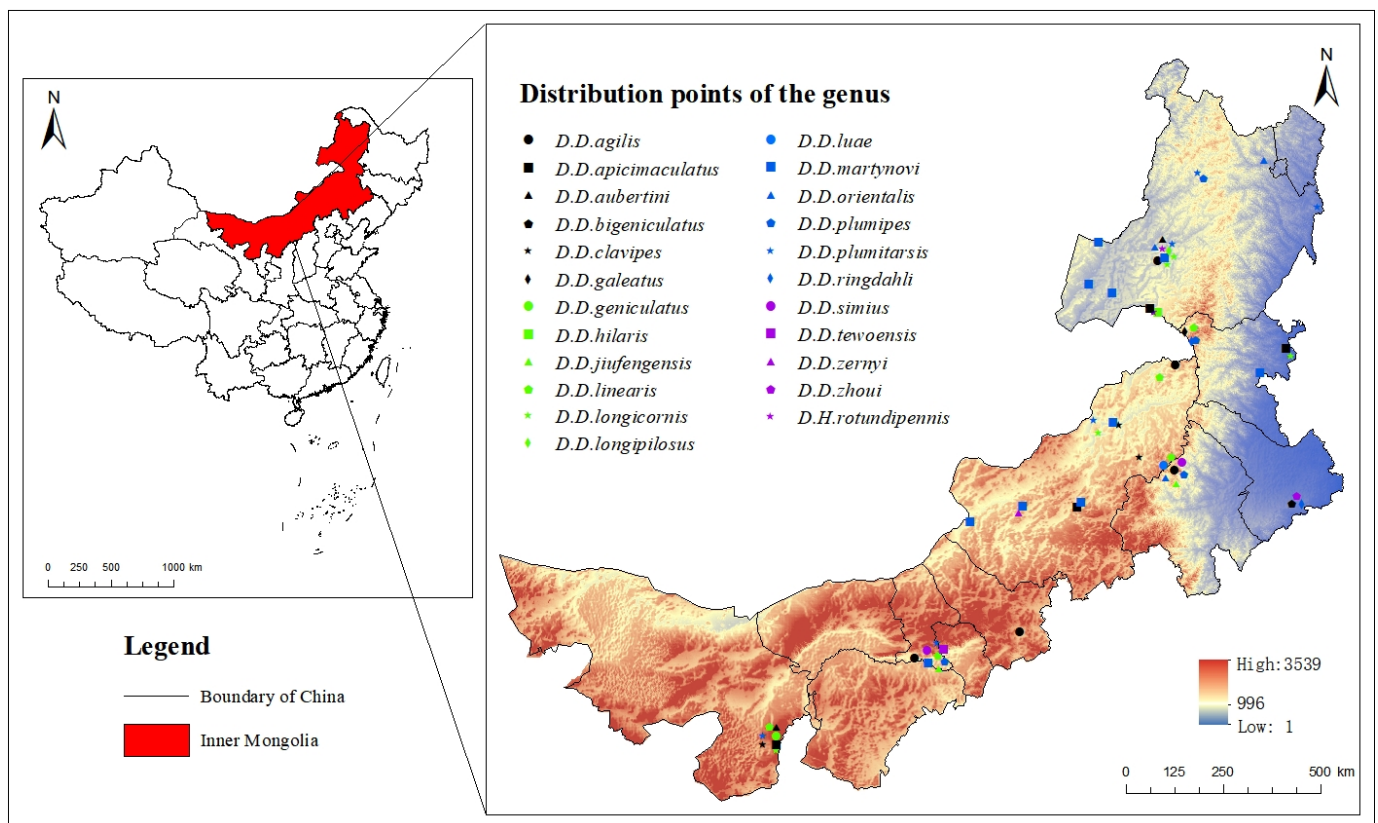 N
0 250 500 1000 km
Legend
Boundary of China
Inner Mongolia
Distribution points of the genus
N
D.D.agilis
D.D.apicimaculatus
D.D.aubertini
D.D.bigeniculatus
D.D.clavipes
D.D.galeatus
D.D.geniculatus
D.D.hilaris
D.D.jiufengensis
D.D.linearis
D.D.longicornis
D.D.longipilosus
D.D.luae
D.D.martynovi
D.D.orientalis
D.D.plumipes
D.D.plumitarsis
D.D.ringdahli
D.D.simius
D.D.tewoensis
D.D.zernyi
D.D.zhoui
D.H.rotundipennis
High:3539
996
Low: 1
0 125 250 500 km